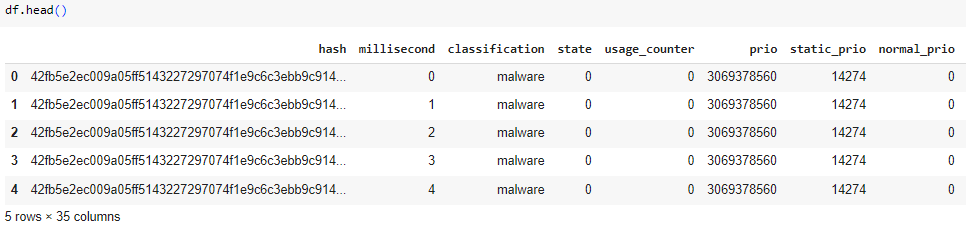 df.head()
hash millisecond classification state usage_counter prio static_prio normal_prio
0 42fb5e2ec009a05ff5143227297074f1e9c6c3ebb9c914... 0 malware 0 0 3069378560 14274 0
1 42fb5e2ec009a05ff5143227297074f1e9c6c3ebb9c914... 1 malware 0 0 3069378560 14274 0
2 42fb5e2ec009a05ff5143227297074f1e9c6c3ebb9c914... 2 malware 0 0 3069378560 14274 0
3 42fb5e2ec009a05ff5143227297074f1e9c6c3ebb9c914... 3 malware 0 0 3069378560 14274 0
4 42fb5e2ec009a05ff5143227297074f1e9c6c3ebb9c914... 4 malware 0 0 3069378560 14274 0
5 rows × 35 columns